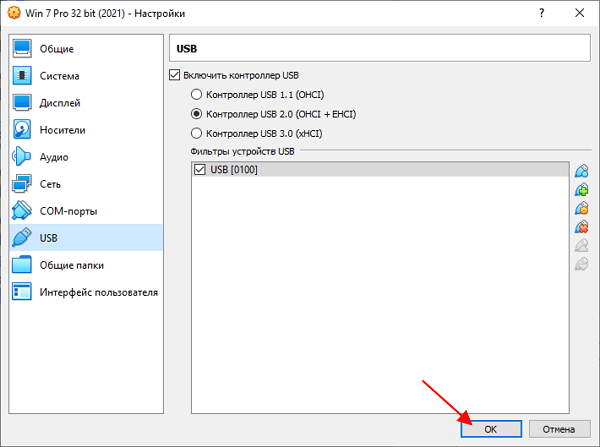 Win 7 Pro 32 bit (2021) - Настройки
?
Общие
Система
Дисплей
Носители
Аудио
Сеть
COM-порты
USB
Общие папки
Интерфейс пользователя
USB
Включить контроллер USB
Контроллер USB 1.1 (OHCI)
Контроллер USB 2.0 (OHCI + EHCI)
Контроллер USB 3.0 (xHCI)
Фильтры устройств USB
USB [0100]
OK
Отмена